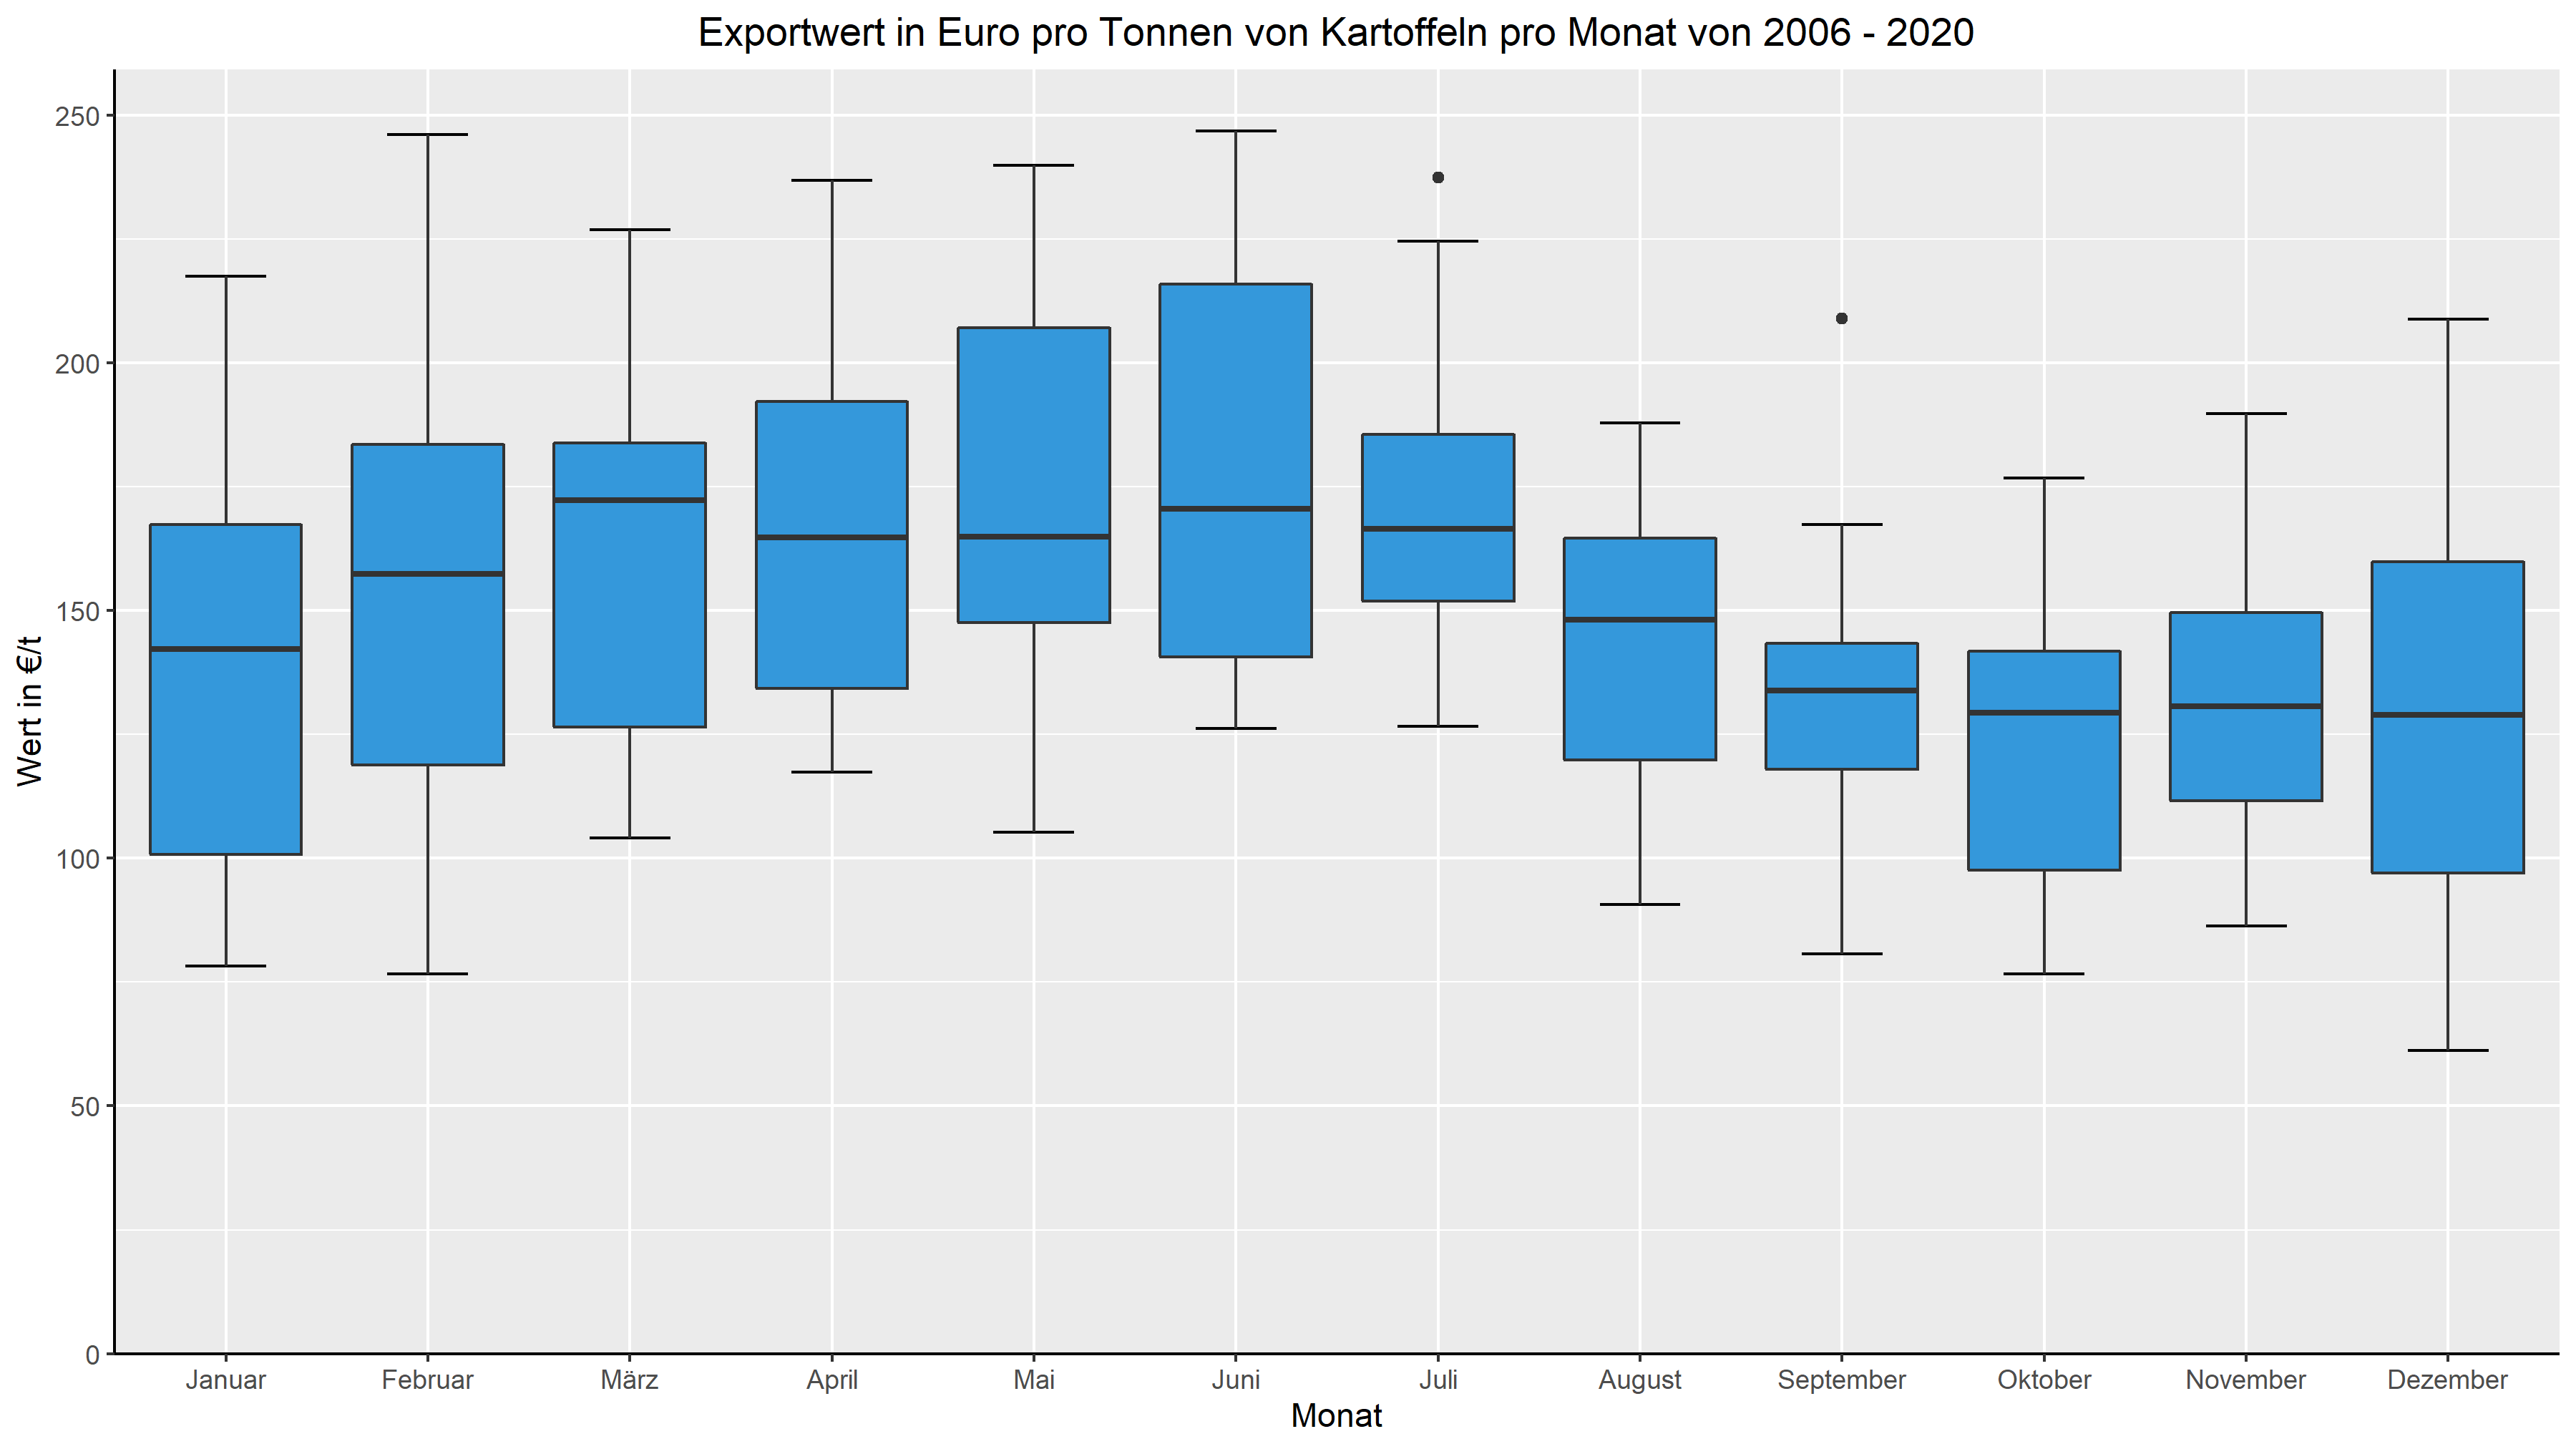 Exportwert in Euro pro Tonnen von Kartoffeln pro Monat von 2006 - 2020
Wert in €/t
250
200
150
100
50
0
Januar Februar März April Mai Juni Juli August September Oktober November Dezember
Monat